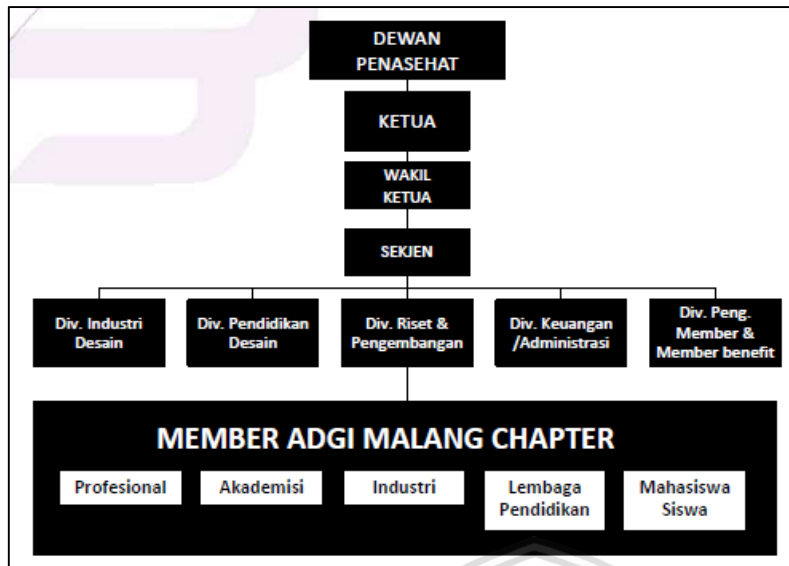 DEWAN
PENASEHAT
KETUA
WAKIL
KETUA
SEKJEN
Div. Industri
Desain
Div. Pendidikan
Desain
Div. Riset &
Pengembangan
Div. Keuangan
/Administrasi
Div. Peng.
Member &
Member benefit
MEMBER ADGI MALANG CHAPTER
Profesional
Akademisi
Industri
Lembaga
Pendidikan
Mahasiswa
Siswa